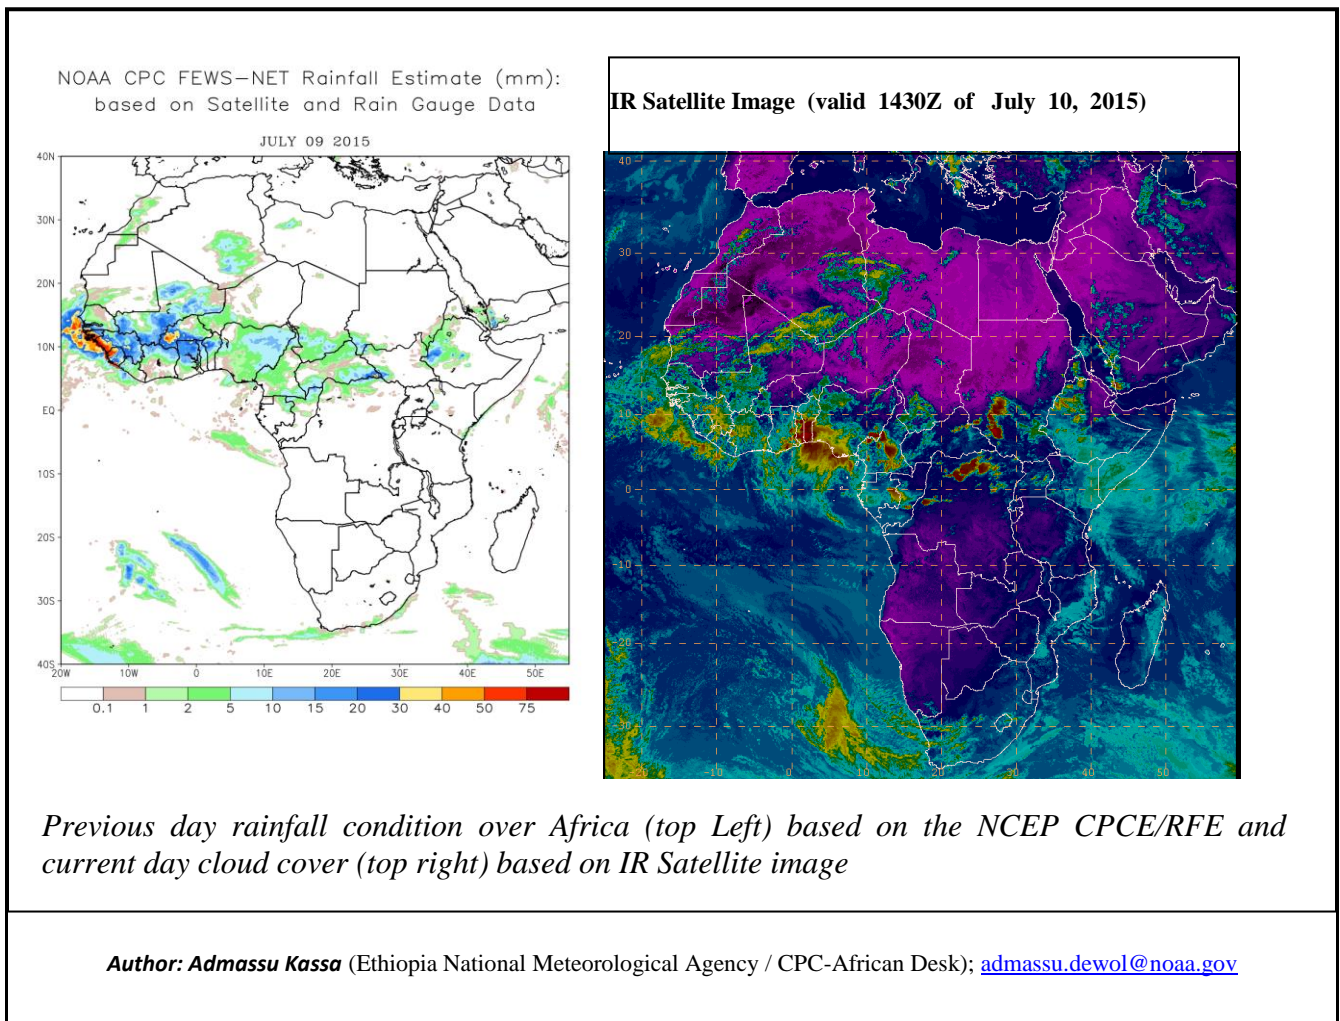 NOAA CPC FEWS−NET Rainfall Estimate (mm):
based on Satellite and Rain Gauge Data
JULY 09 2015
40N
30N
20N
10N
EQ
10S
20S
30S
40S
20W 10W 0 10E 20E 30E 40E 50E
0.1 1 2 5 10 15 20 30 40 50 75
IR Satellite Image (valid 1430Z of July 10, 2015)
40
30
20
10
0
-10
-20
-30
-20 -10 0 10 20 30 40 50
Previous day rainfall condition over Africa (top Left) based on the NCEP CPCE/RFE and
current day cloud cover (top right) based on IR Satellite image
Author: Admassu Kassa (Ethiopia National Meteorological Agency / CPC-African Desk); admassu.dewol@noaa.gov